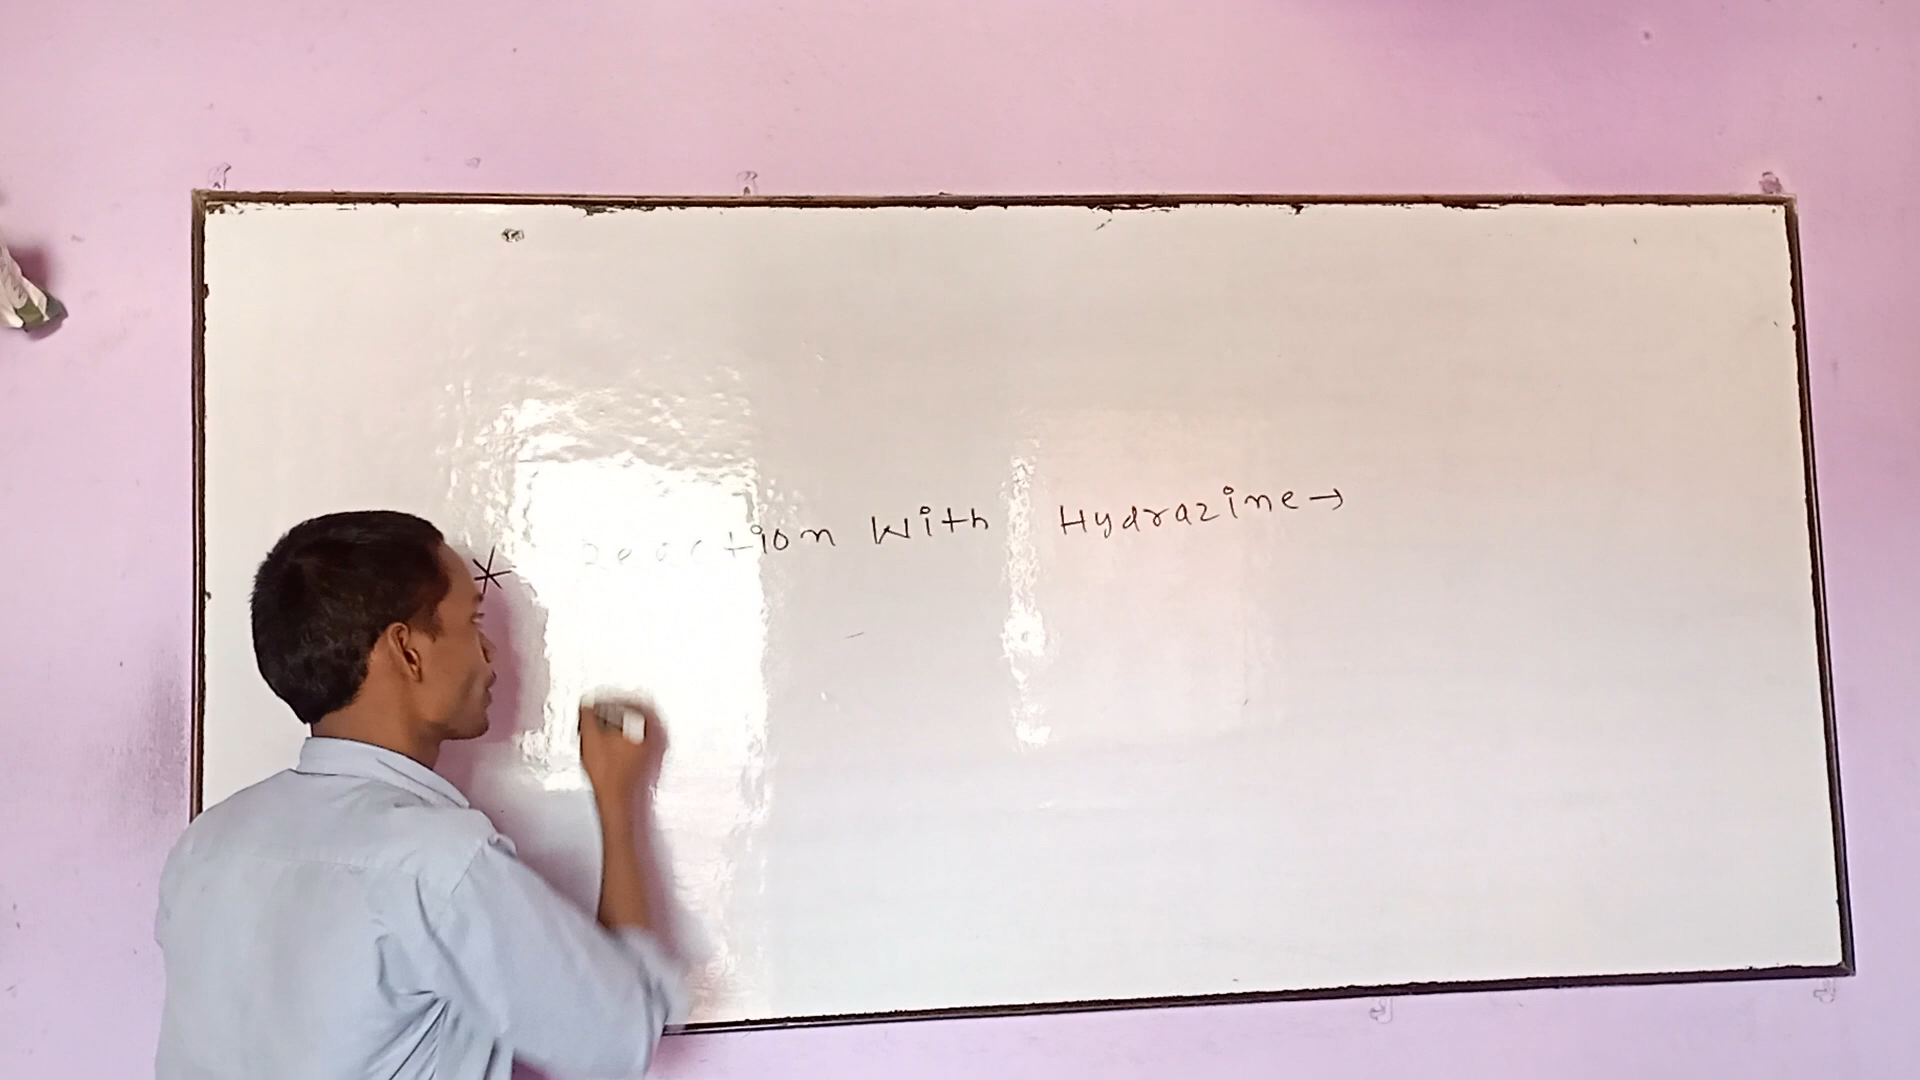 * Reaction With Hydrazine →